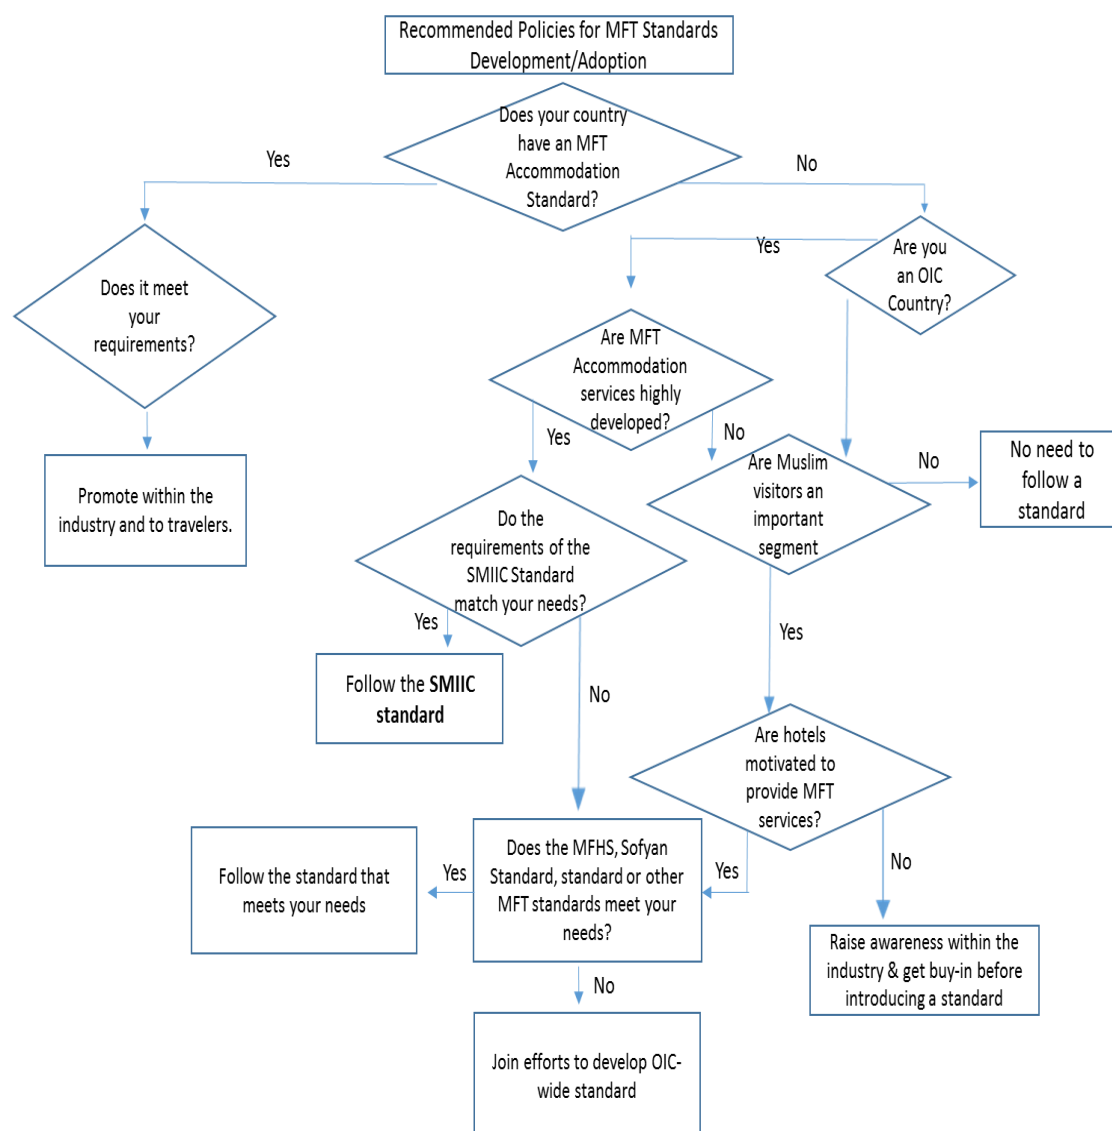 Recommended Policies for MFT Standards
Development/Adoption
Does your country
have an MFT
Accommodation
Standard?
Yes
No
Does it meet
your
requirements?
Yes
Are you
an OIC
Country?
Are MFT
Accommodation
services highly
developed?
Yes
No
Promote within the
industry and to travelers.
Are Muslim
visitors an
important
segment
No
No need to
follow a
standard
Do the
requirements of the
SMIIC Standard
match your needs?
Yes
No
Yes
Follow the SMIIC
standard
Are hotels
motivated to
provide MFT
services?
Follow the standard that
meets your needs
Yes
Does the MFHS, Sofyan
Standard, standard or other
MFT standards meet your
needs?
Yes
No
No
Raise awareness within the
industry & get buy-in before
introducing a standard
Join efforts to develop OIC-
wide standard